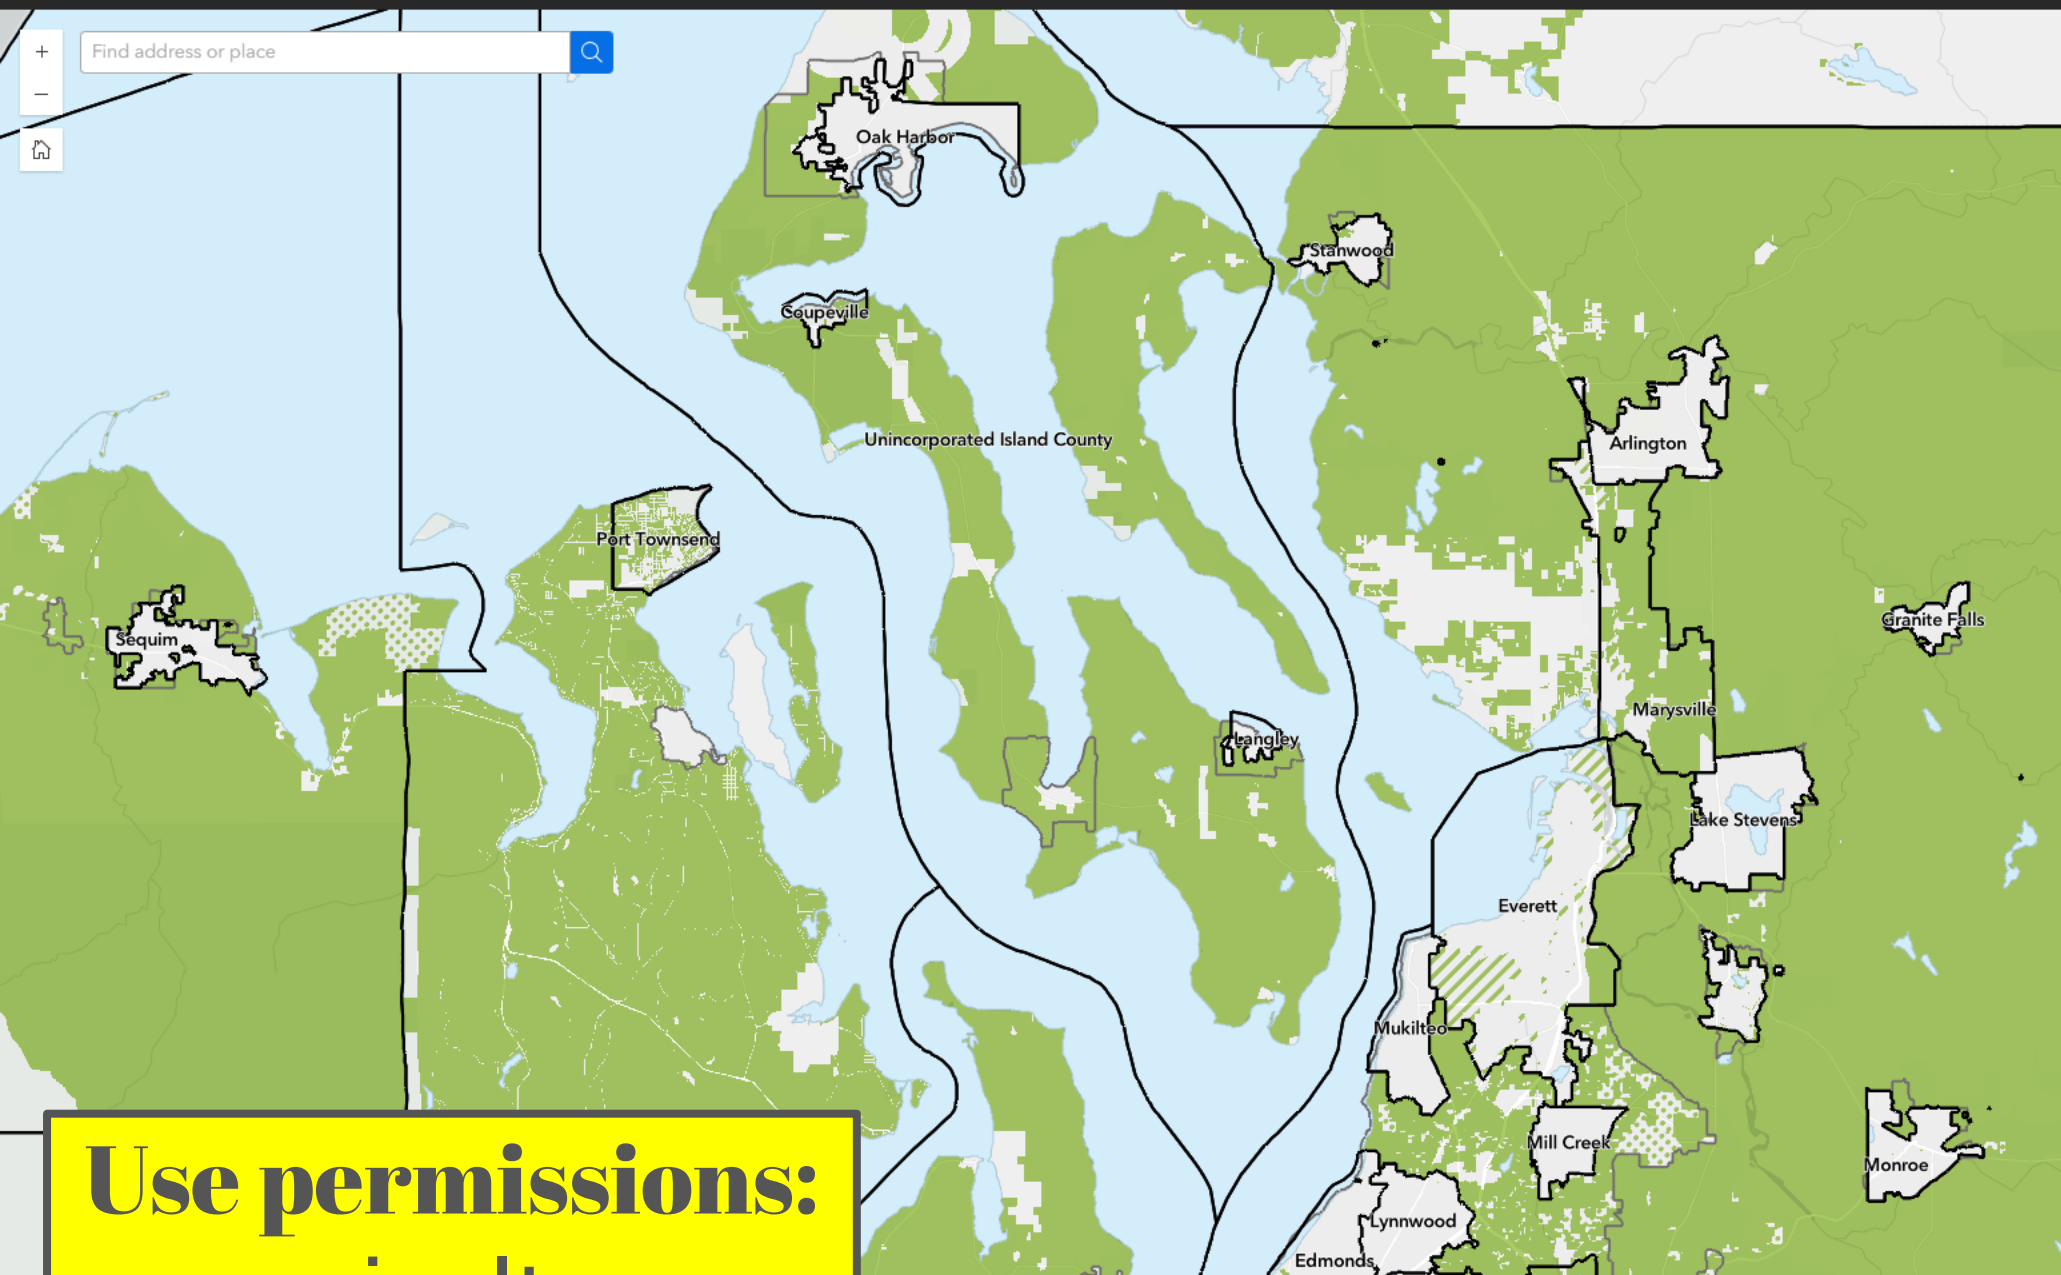 +
Find address or place
−
Oak Harbor
Stanwood
Coupeville
Arlington
Unincorporated Island County
Port Townsend
Granite Falls
Sequim
Marysville
Langley
Lake Stevens
Everett
Mukilteo
Mill Creek
Monroe
Lynnwood
Edmonds
Use permissions: